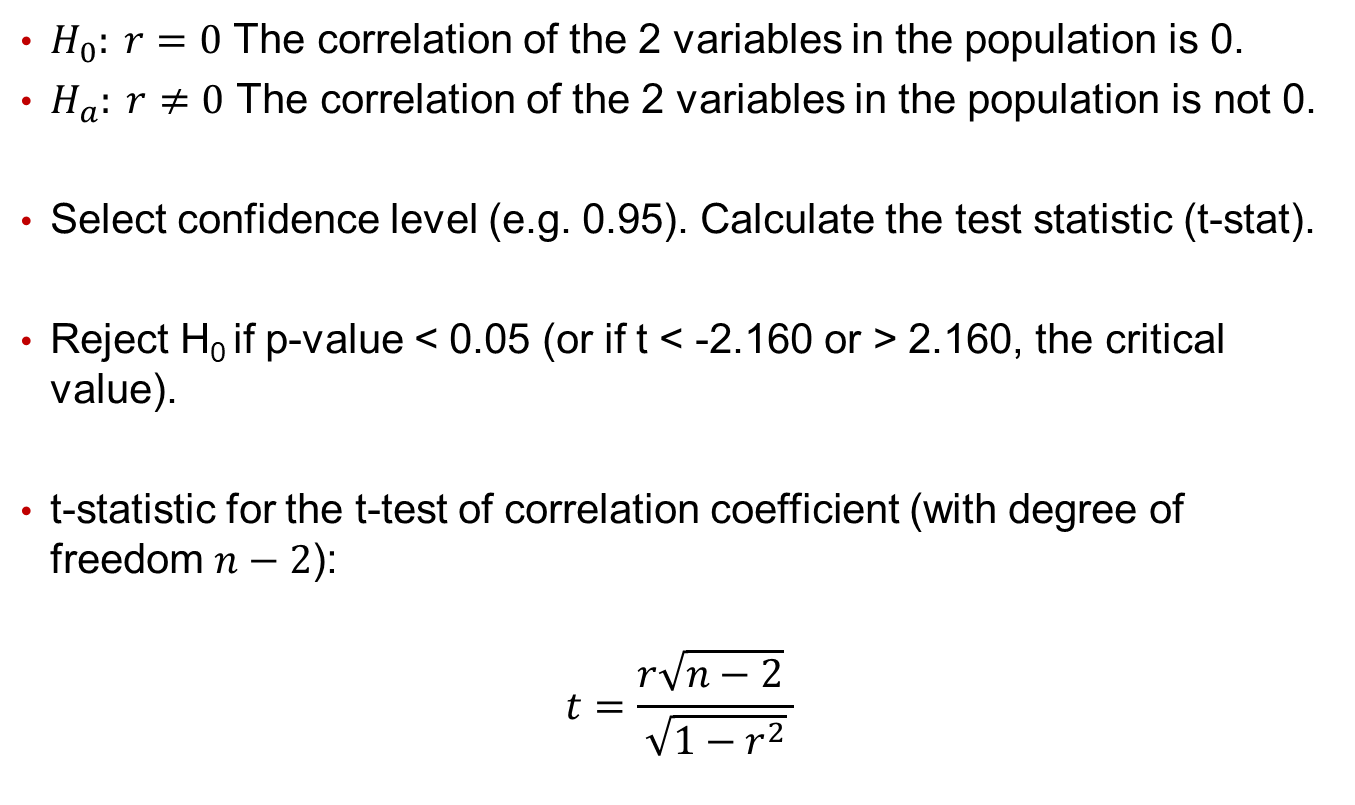 • H₀: r = 0 The correlation of the 2 variables in the population is 0.
• Hₐ: r ≠ 0 The correlation of the 2 variables in the population is not 0.
• Select confidence level (e.g. 0.95). Calculate the test statistic (t-stat).
• Reject H₀ if p-value < 0.05 (or if t < -2.160 or > 2.160, the critical
value).
• t-statistic for the t-test of correlation coefficient (with degree of
freedom n − 2):
t = r√(n − 2) / √(1 − r²)